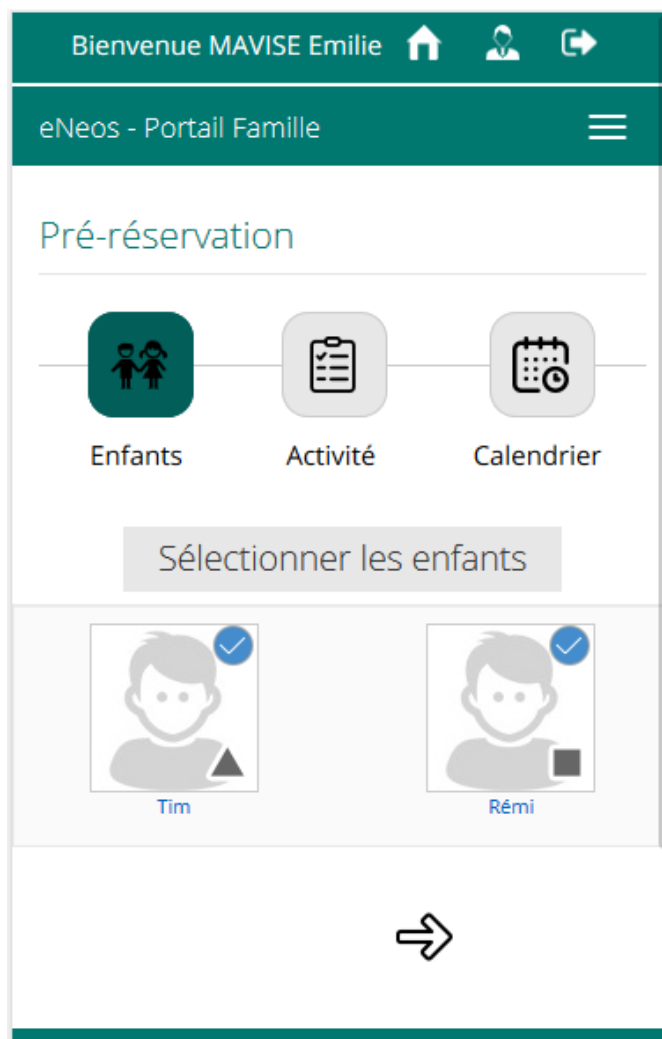 Bienvenue MAVISE Emilie
eNeos - Portail Famille
Pré-réservation
Enfants Activité Calendrier
Sélectionner les enfants
Tim Rémi